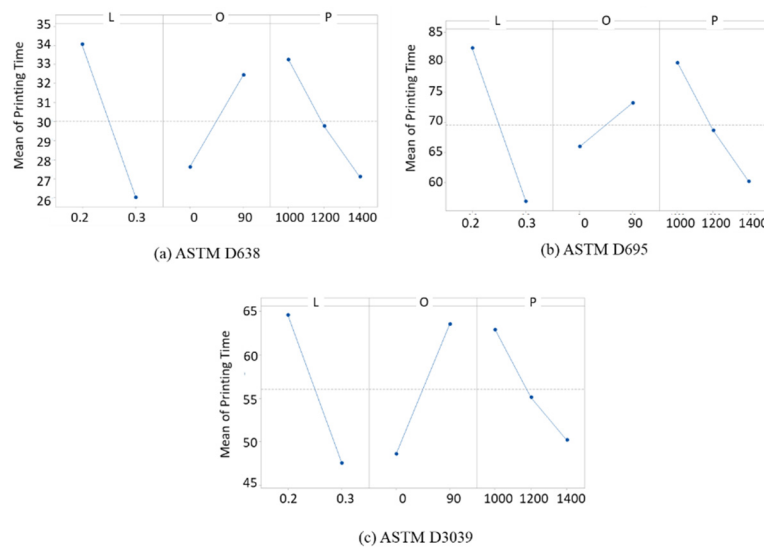 L O P
Mean of Printing Time
35
34
33
32
31
30
29
28
27
26
0.2 0.3 0 90 1000 1200 1400
(a) ASTM D638
L O P
Mean of Printing Time
85
80
75
70
65
60
0.2 0.3 0 90 1000 1200 1400
(b) ASTM D695
L O P
Mean of Printing Time
65
60
55
50
45
0.2 0.3 0 90 1000 1200 1400
(c) ASTM D3039